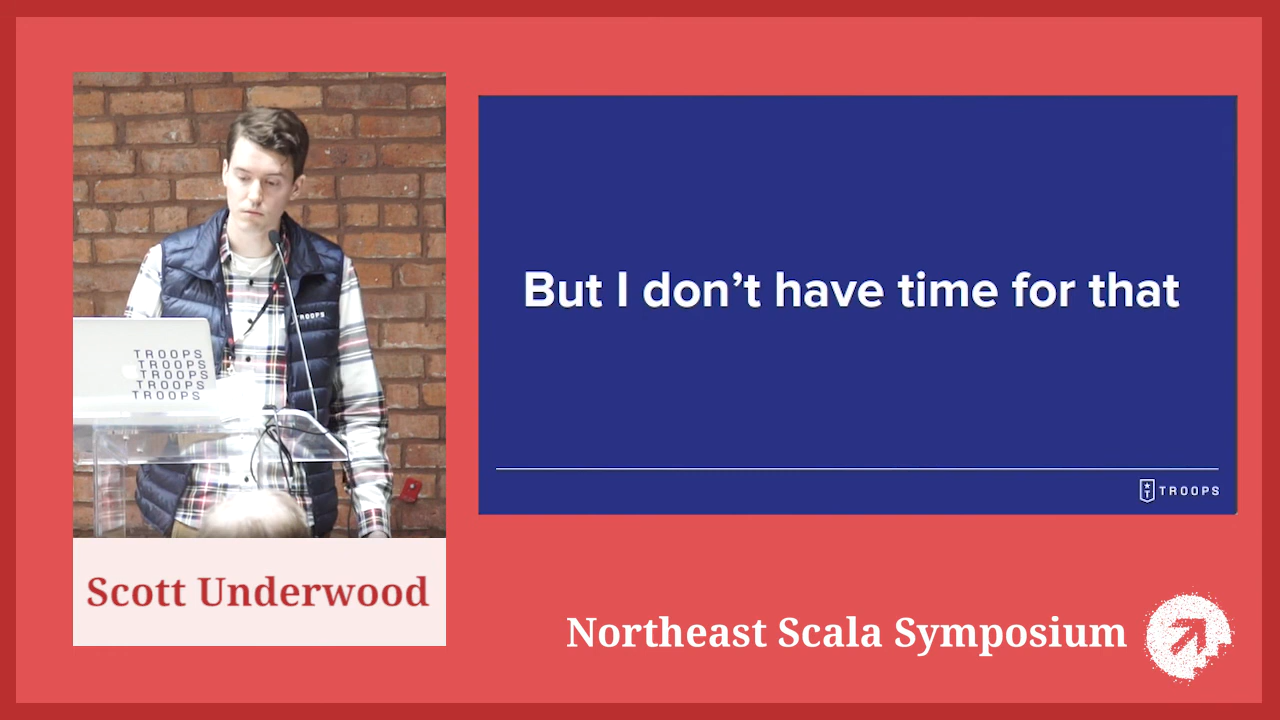 TROOPS
TROOPS
TROOPS
TROOPS
TROOPS
TROOPS
But I don't have time for that
TROOPS
Scott Underwood
Northeast Scala Symposium